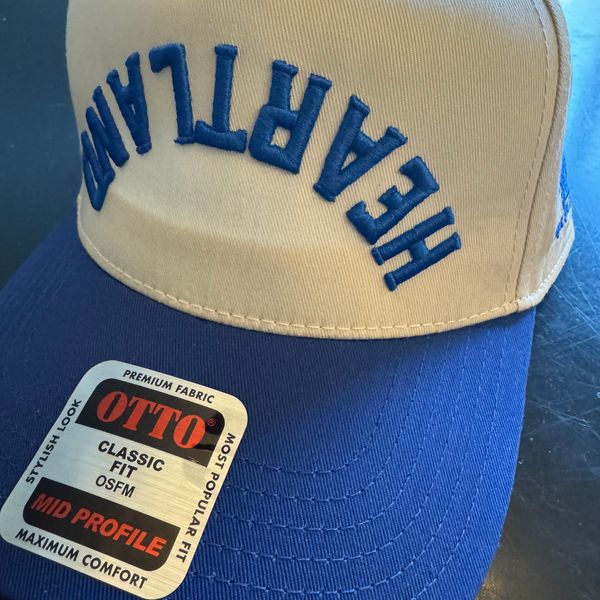 HEARTLAND
PREMIUM FABRIC
STYLISH LOOK
OTTO®
CLASSIC
FIT
OSFM
MID PROFILE
MOST POPULAR FIT
MAXIMUM COMFORT